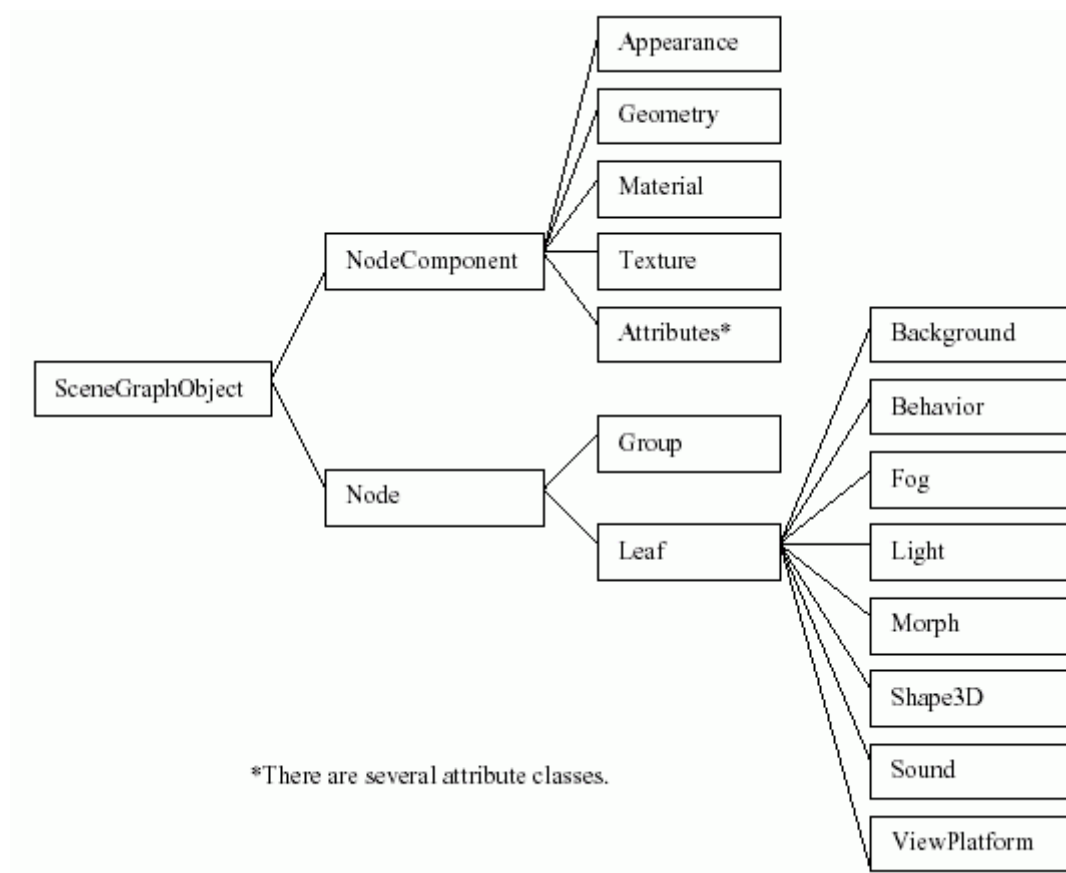 Appearance
Geometry
Material
NodeComponent
Texture
Attributes*
Background
SceneGraphObject
Behavior
Group
Fog
Node
Leaf
Light
Morph
Shape3D
*There are several attribute classes.
Sound
ViewPlatform